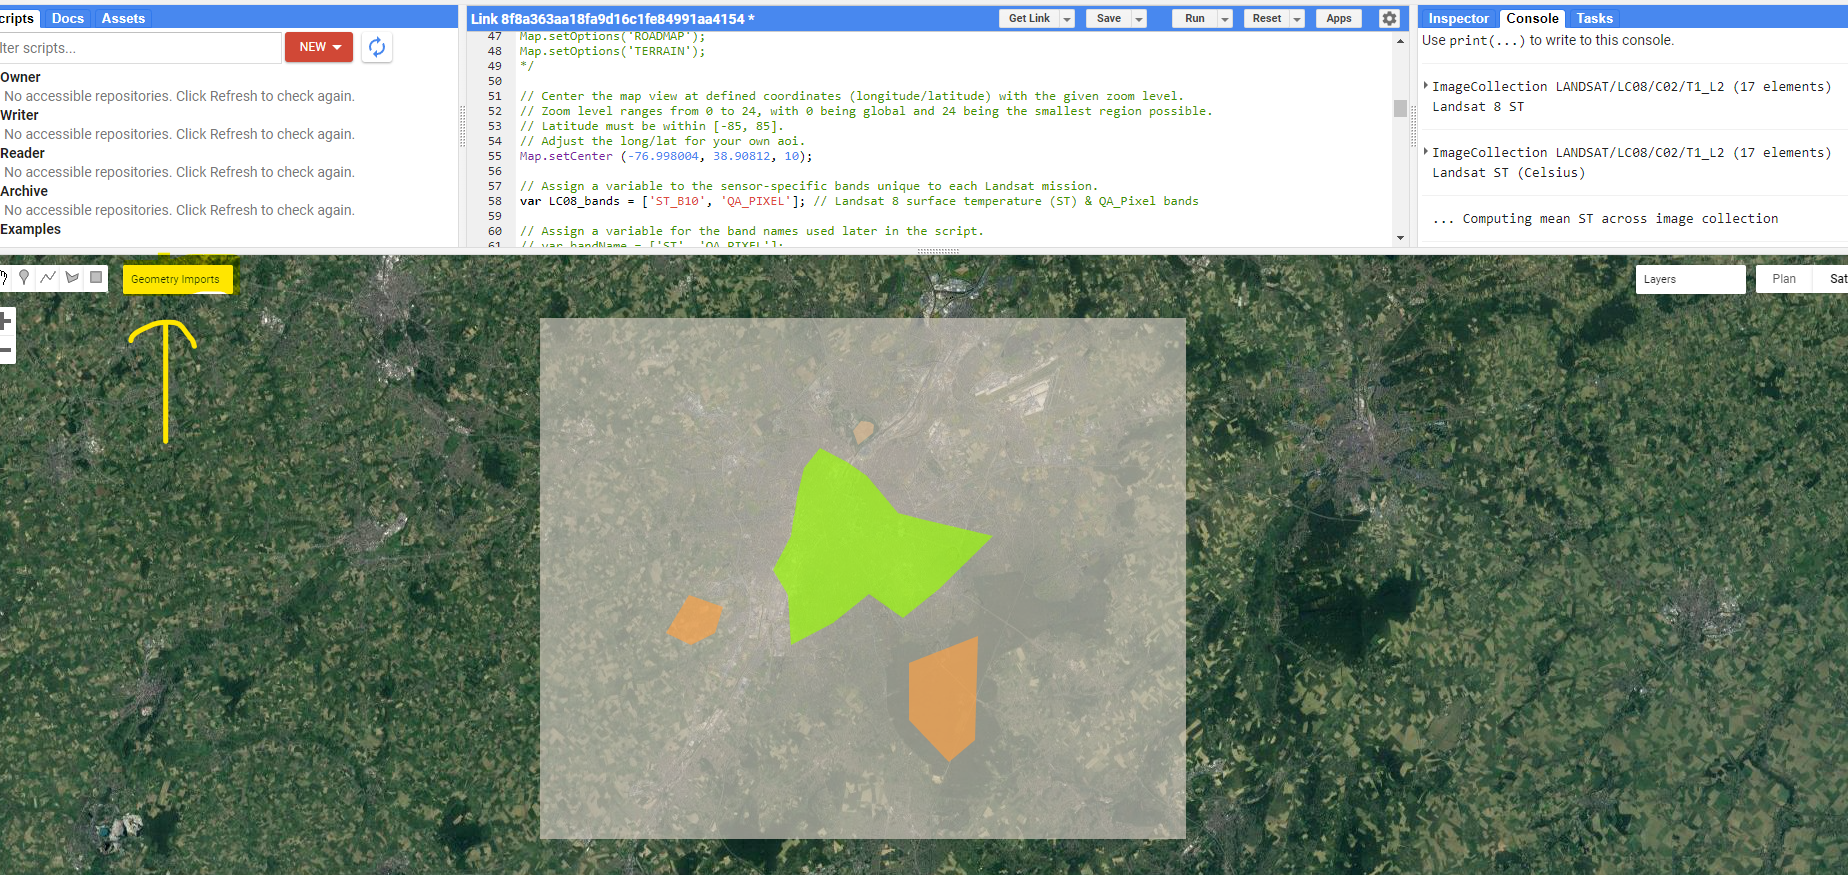 cripts Docs Assets
lter scripts...
NEW
Owner
No accessible repositories. Click Refresh to check again.
Writer
No accessible repositories. Click Refresh to check again.
Reader
No accessible repositories. Click Refresh to check again.
Archive
No accessible repositories. Click Refresh to check again.
Examples
Link 8f8a363aa18fa9d16c1fe84991aa4154 *
Get Link Save Run Reset Apps
47 Map.setOptions('ROADMAP');
48 Map.setOptions('TERRAIN');
49 */
50
51 // Center the map view at defined coordinates (longitude/latitude) with the given zoom level.
52 // Zoom level ranges from 0 to 24, with 0 being global and 24 being the smallest region possible.
53 // Latitude must be within [-85, 85].
54 // Adjust the long/lat for your own aoi.
55 Map.setCenter (-76.998004, 38.90812, 10);
56
57 // Assign a variable to the sensor-specific bands unique to each Landsat mission.
58 var LC08_bands = ['ST_B10', 'QA_PIXEL']; // Landsat 8 surface temperature (ST) & QA_Pixel bands
59
60 // Assign a variable for the band names used later in the script.
61 // var bandName = ['ST', 'QA_PIXEL'];
Inspector Console Tasks
Use print(...) to write to this console.
ImageCollection LANDSAT/LC08/C02/T1_L2 (17 elements)
Landsat 8 ST
ImageCollection LANDSAT/LC08/C02/T1_L2 (17 elements)
Landsat ST (Celsius)
... Computing mean ST across image collection
Geometry Imports
Layers
Plan Sat